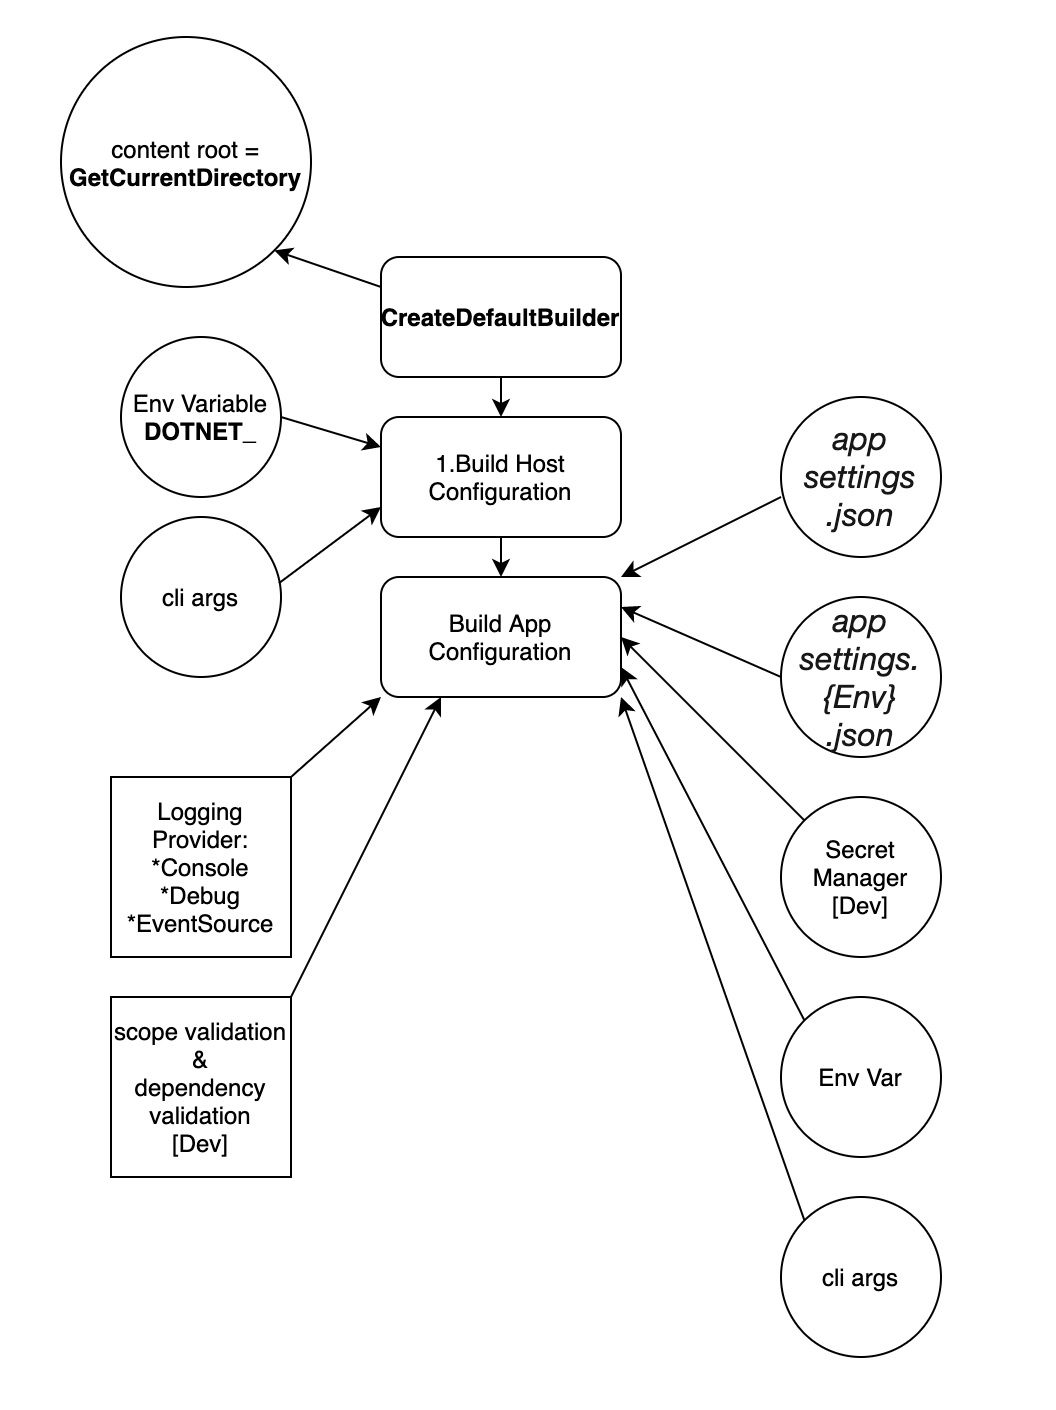 content root =
GetCurrentDirectory
CreateDefaultBuilder
Env Variable
DOTNET_
1.Build Host
Configuration
cli args
Build App
Configuration
app
settings
.json
app
settings.
{Env}
.json
Logging
Provider:
*Console
*Debug
*EventSource
Secret
Manager
[Dev]
scope validation
&
dependency
validation
[Dev]
Env Var
cli args